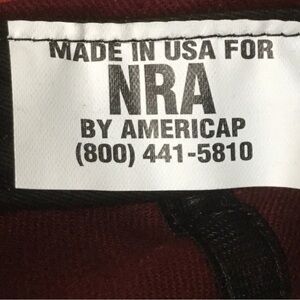 MADE IN USA FOR
NRA
BY AMERICAP
(800) 441-5810